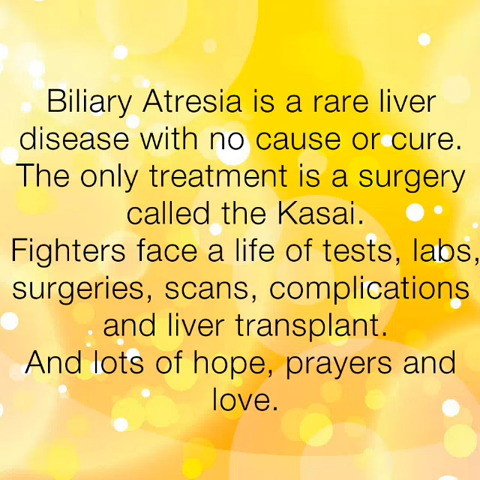 Biliary Atresia is a rare liver
disease with no cause or cure.
The only treatment is a surgery
called the Kasai.
Fighters face a life of tests, labs,
surgeries, scans, complications
and liver transplant.
And lots of hope, prayers and
love.